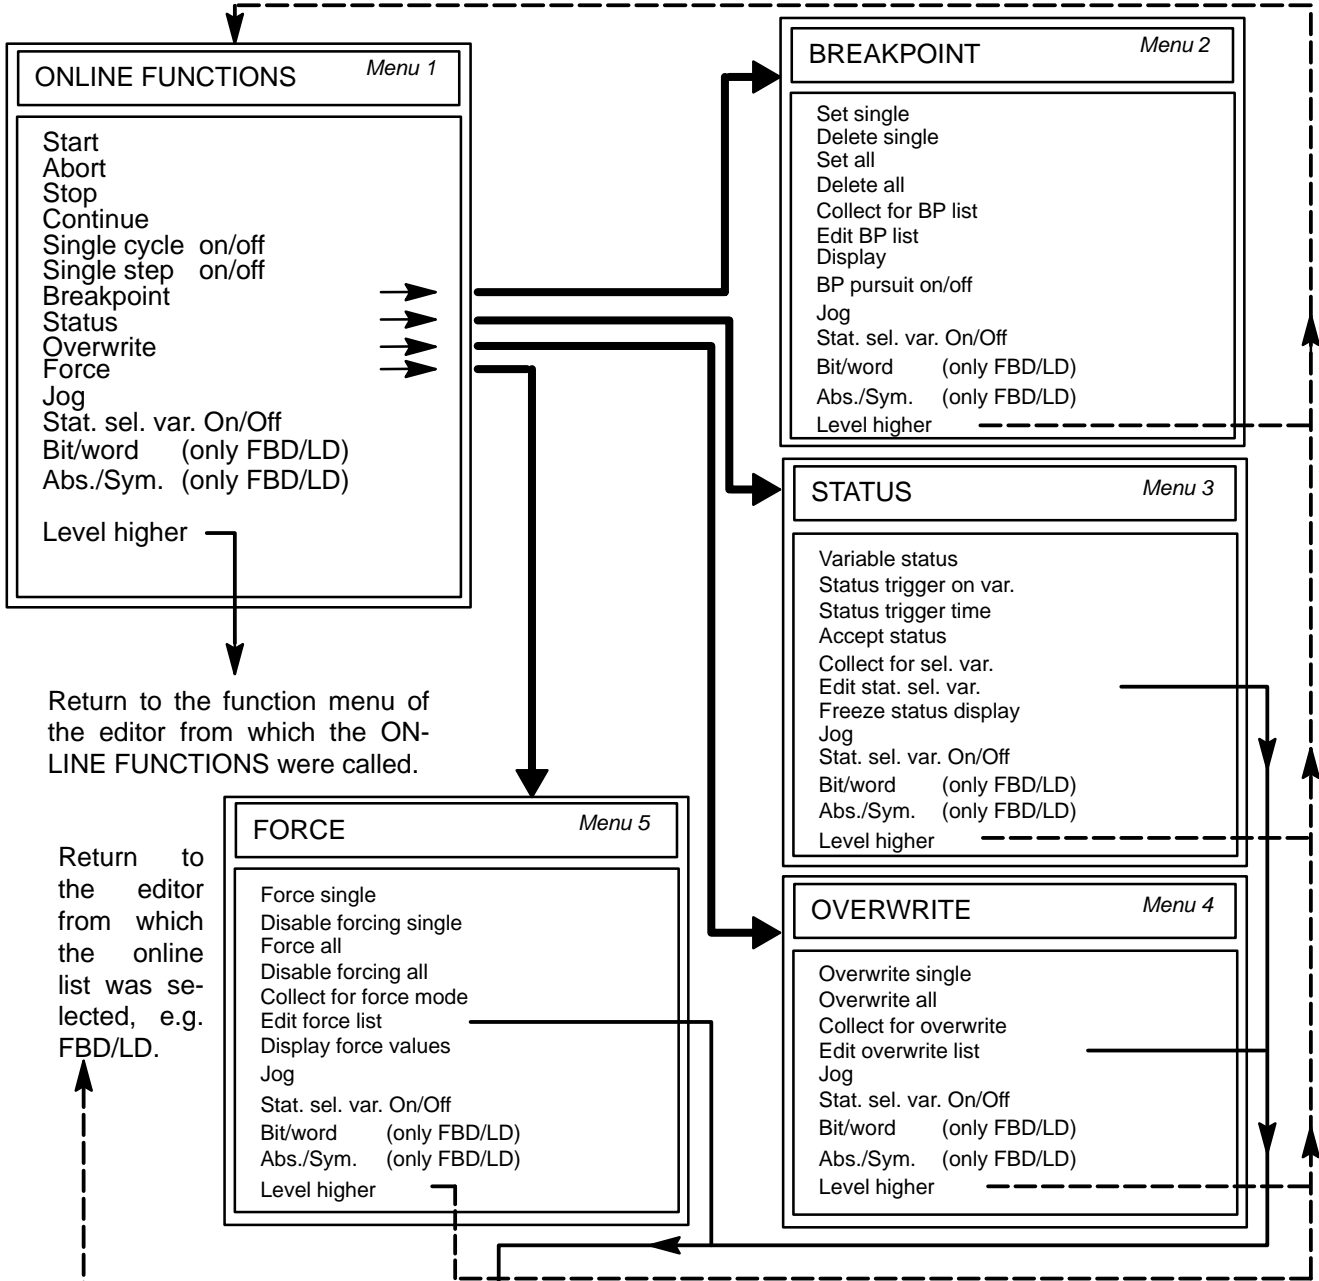 ONLINE FUNCTIONS Menu 1
Start
Abort
Stop
Continue
Single cycle on/off
Single step on/off
Breakpoint
Status
Overwrite
Force
Jog
Stat. sel. var. On/Off
Bit/word (only FBD/LD)
Abs./Sym. (only FBD/LD)
Level higher
Return to the function menu of
the editor from which the ON-
LINE FUNCTIONS were called.
BREAKPOINT Menu 2
Set single
Delete single
Set all
Delete all
Collect for BP list
Edit BP list
Display
BP pursuit on/off
Jog
Stat. sel. var. On/Off
Bit/word (only FBD/LD)
Abs./Sym. (only FBD/LD)
Level higher
STATUS Menu 3
Variable status
Status trigger on var.
Status trigger time
Accept status
Collect for sel. var.
Edit stat. sel. var.
Freeze status display
Jog
Stat. sel. var. On/Off
Bit/word (only FBD/LD)
Abs./Sym. (only FBD/LD)
Level higher
OVERWRITE Menu 4
Overwrite single
Overwrite all
Collect for overwrite
Edit overwrite list
Jog
Stat. sel. var. On/Off
Bit/word (only FBD/LD)
Abs./Sym. (only FBD/LD)
Level higher
FORCE Menu 5
Force single
Disable forcing single
Force all
Disable forcing all
Collect for force mode
Edit force list
Display force values
Jog
Stat. sel. var. On/Off
Bit/word (only FBD/LD)
Abs./Sym. (only FBD/LD)
Level higher
Return to
the editor
from which
the online
list was se-
lected, e.g.
FBD/LD.